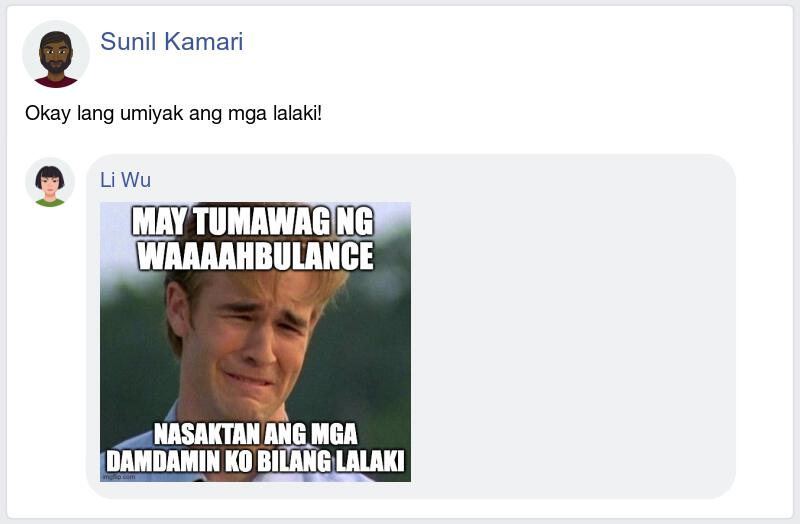 Sunil Kamari
Okay lang umiyak ang mga lalaki!
Li Wu
MAY TUMAWAG NG
WAAAAHBULANCE
NASAKTAN ANG MGA
DAMDAMIN KO BILANG LALAKI
imgflip.com